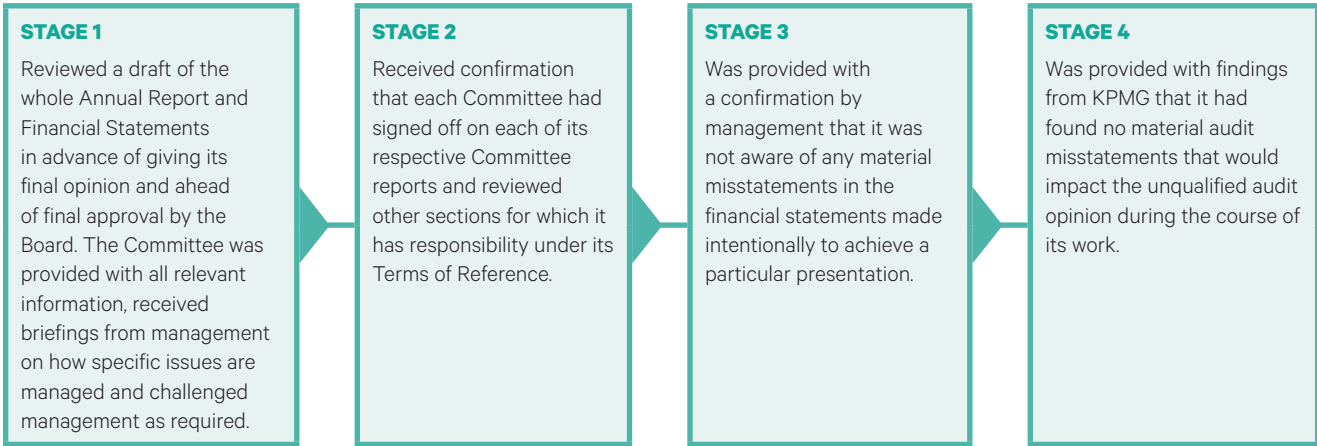 STAGE 1
Reviewed a draft of the
whole Annual Report and
Financial Statements
in advance of giving its
final opinion and ahead
of final approval by the
Board. The Committee was
provided with all relevant
information, received
briefings from management
on how specific issues are
managed and challenged
management as required.
STAGE 2
Received confirmation
that each Committee had
signed off on each of its
respective Committee
reports and reviewed
other sections for which it
has responsibility under its
Terms of Reference.
STAGE 3
Was provided with
a confirmation by
management that it was
not aware of any material
misstatements in the
financial statements made
intentionally to achieve a
particular presentation.
STAGE 4
Was provided with findings
from KPMG that it had
found no material audit
misstatements that would
impact the unqualified audit
opinion during the course of
its work.